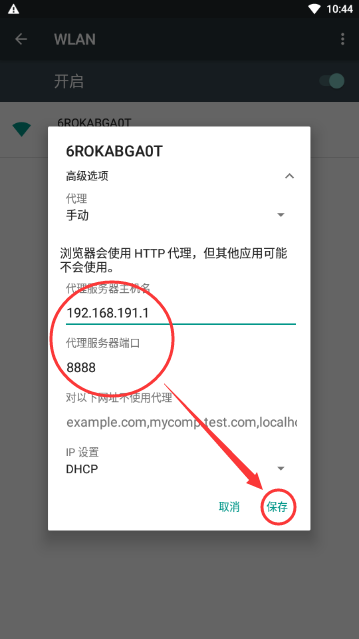 10:44
WLAN
开启
6ROKABGA0T
6ROKABGA0T
高级选项
代理
手动
浏览器会使用 HTTP 代理，但其他应用可能
不会使用。
代理服务器主机名
192.168.191.1
代理服务器端口
8888
对以下网址不使用代理
example.com,mycomp.test.com,localho
IP 设置
DHCP
取消 保存